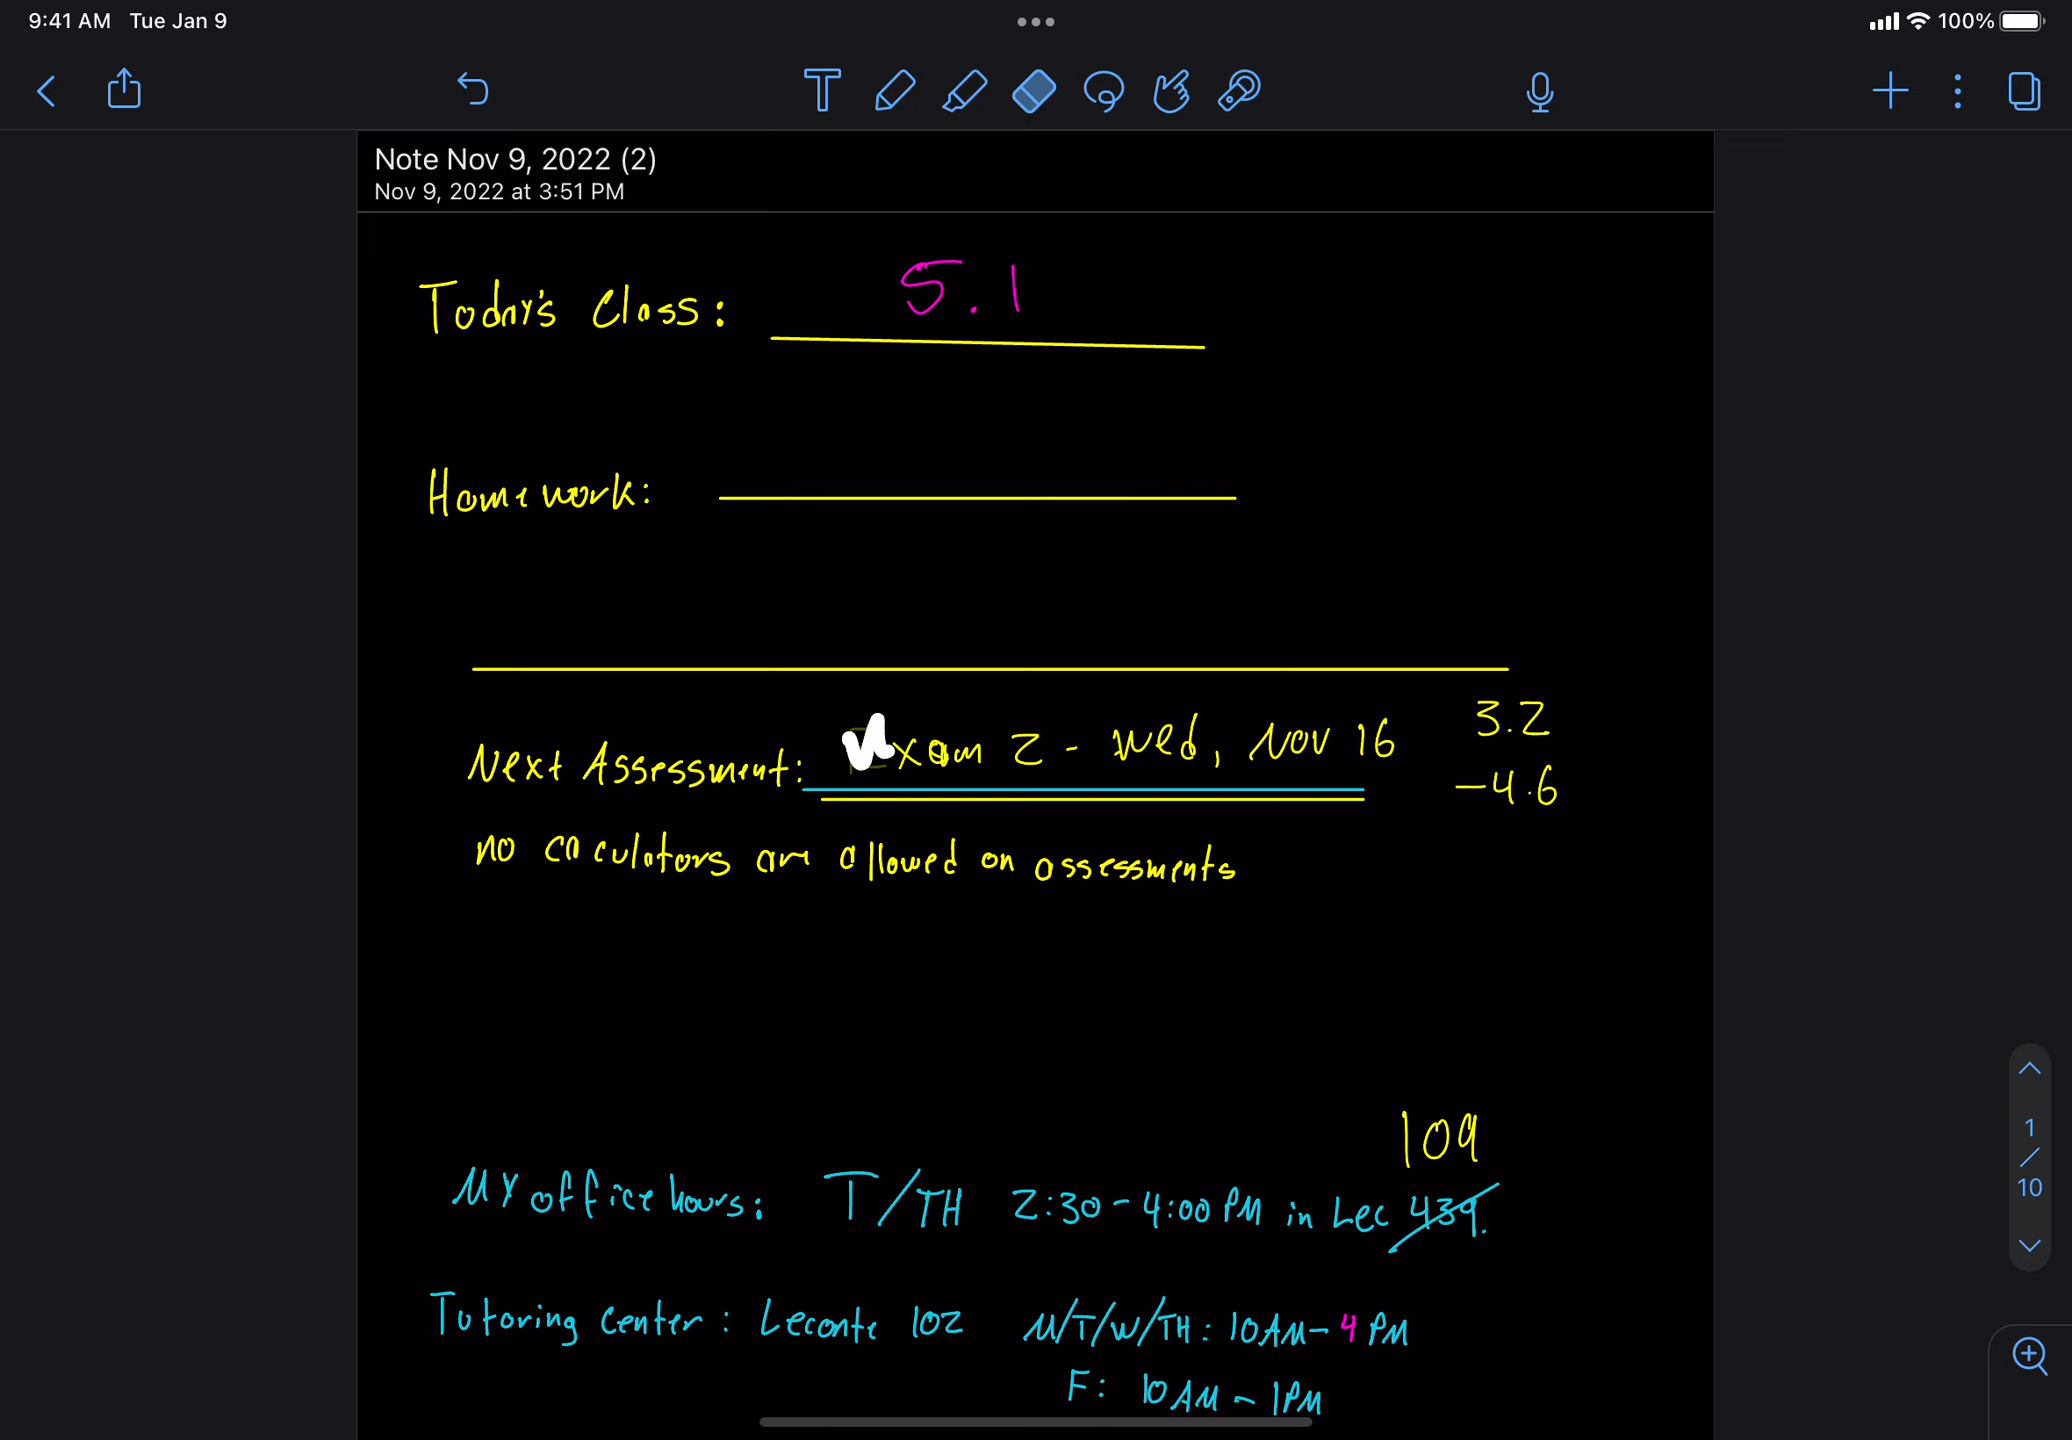 9:41 AM Tue Jan 9
100%
Note Nov 9, 2022 (2)
Nov 9, 2022 at 3:51 PM
Today's Class: 5.1
Homework:
3.2
Next Assessment: Exam 2 - Wed, Nov 16
-4.6
no caculators are allowed on assessments
109
My office hours: T/TH 2:30-4:00 PM in Lec 439.
Tutoring center: Leconte 102 M/T/W/TH: 10AM-4 PM
F: 10AM - 1PM
1
/
10